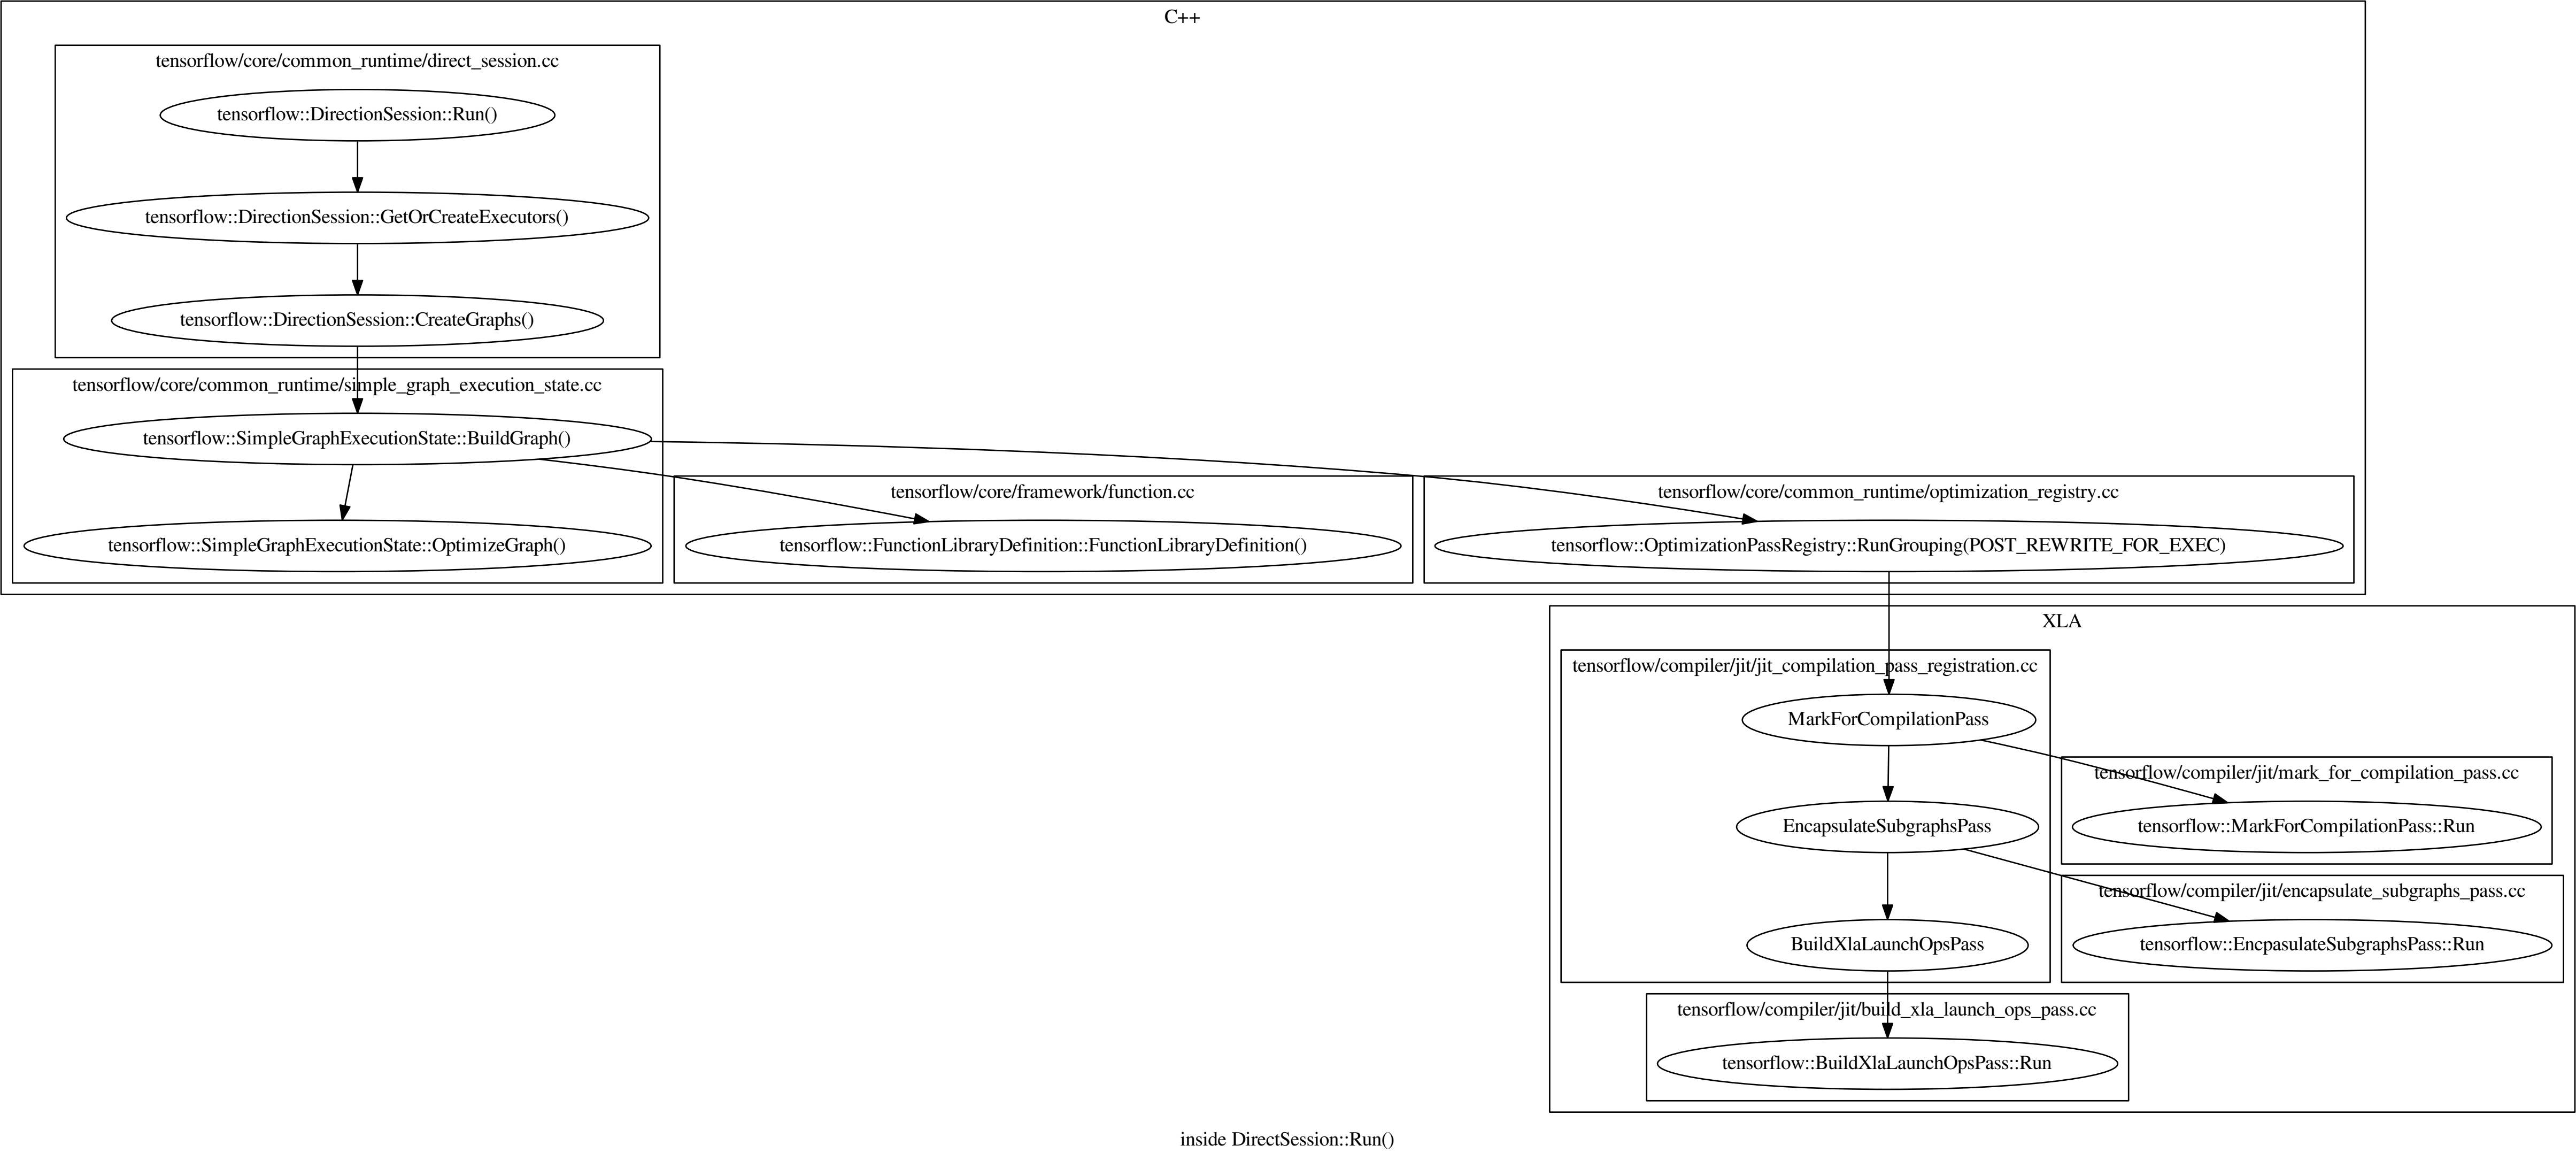 C++
tensorflow/core/common_runtime/direct_session.cc
tensorflow::DirectionSession::Run()
tensorflow::DirectionSession::GetOrCreateExecutors()
tensorflow::DirectionSession::CreateGraphs()
tensorflow/core/common_runtime/simple_graph_execution_state.cc
tensorflow::SimpleGraphExecutionState::BuildGraph()
tensorflow::SimpleGraphExecutionState::OptimizeGraph()
tensorflow/core/framework/function.cc
tensorflow::FunctionLibraryDefinition::FunctionLibraryDefinition()
tensorflow/core/common_runtime/optimization_registry.cc
tensorflow::OptimizationPassRegistry::RunGrouping(POST_REWRITE_FOR_EXEC)
XLA
tensorflow/compiler/jit/jit_compilation_pass_registration.cc
MarkForCompilationPass
EncapsulateSubgraphsPass
BuildXlaLaunchOpsPass
tensorflow/compiler/jit/mark_for_compilation_pass.cc
tensorflow::MarkForCompilationPass::Run
tensorflow/compiler/jit/encapsulate_subgraphs_pass.cc
tensorflow::EncpasulateSubgraphsPass::Run
tensorflow/compiler/jit/build_xla_launch_ops_pass.cc
tensorflow::BuildXlaLaunchOpsPass::Run
inside DirectSession::Run()